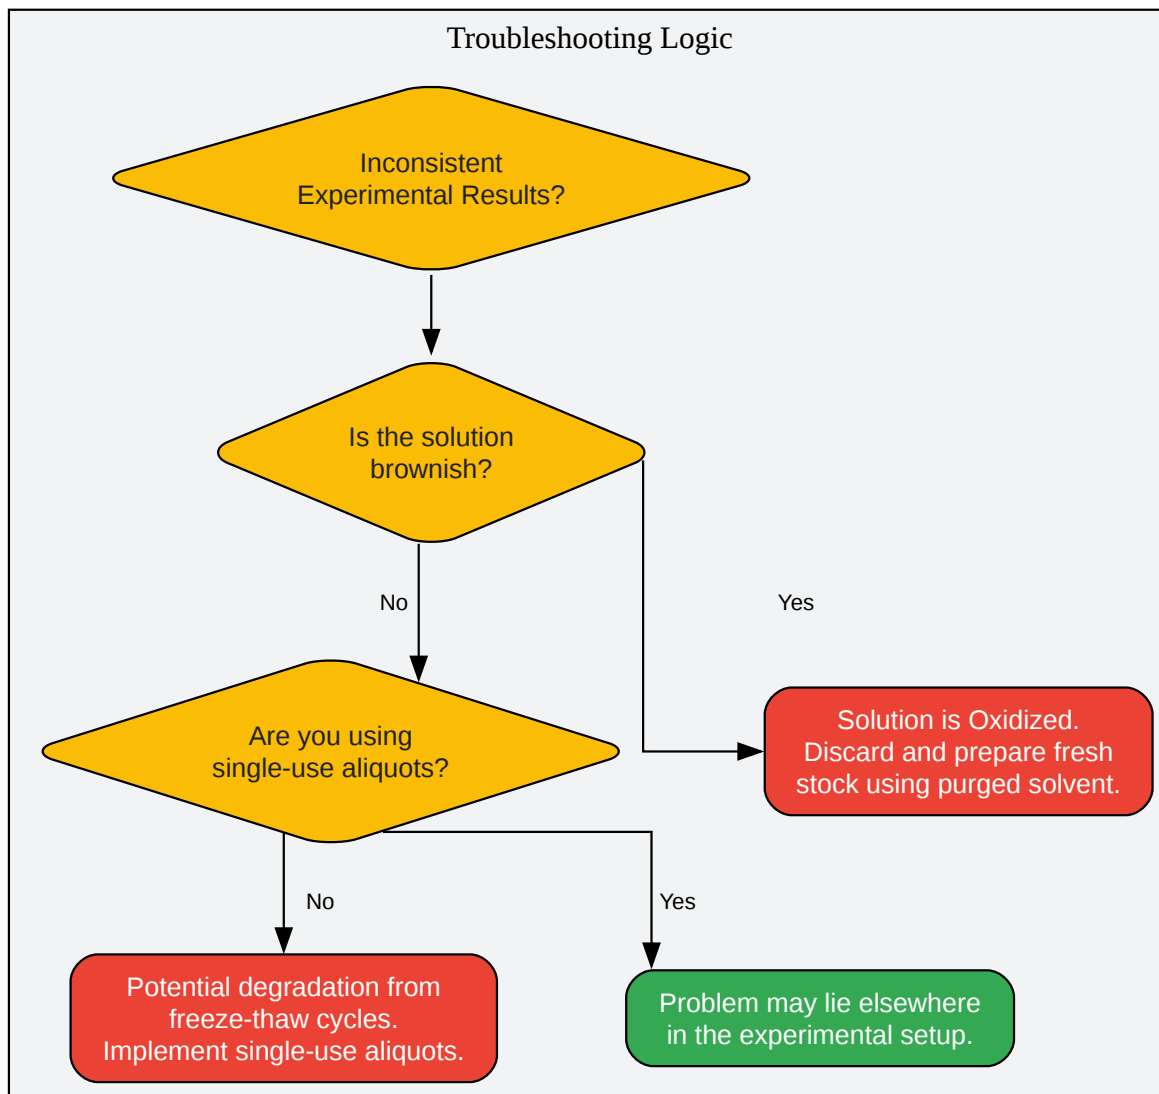 Troubleshooting Logic
Inconsistent
Experimental Results?
Is the solution
brownish?
No
Yes
Are you using
single-use aliquots?
Solution is Oxidized.
Discard and prepare fresh
stock using purged solvent.
No
Yes
Potential degradation from
freeze-thaw cycles.
Implement single-use aliquots.
Problem may lie elsewhere
in the experimental setup.